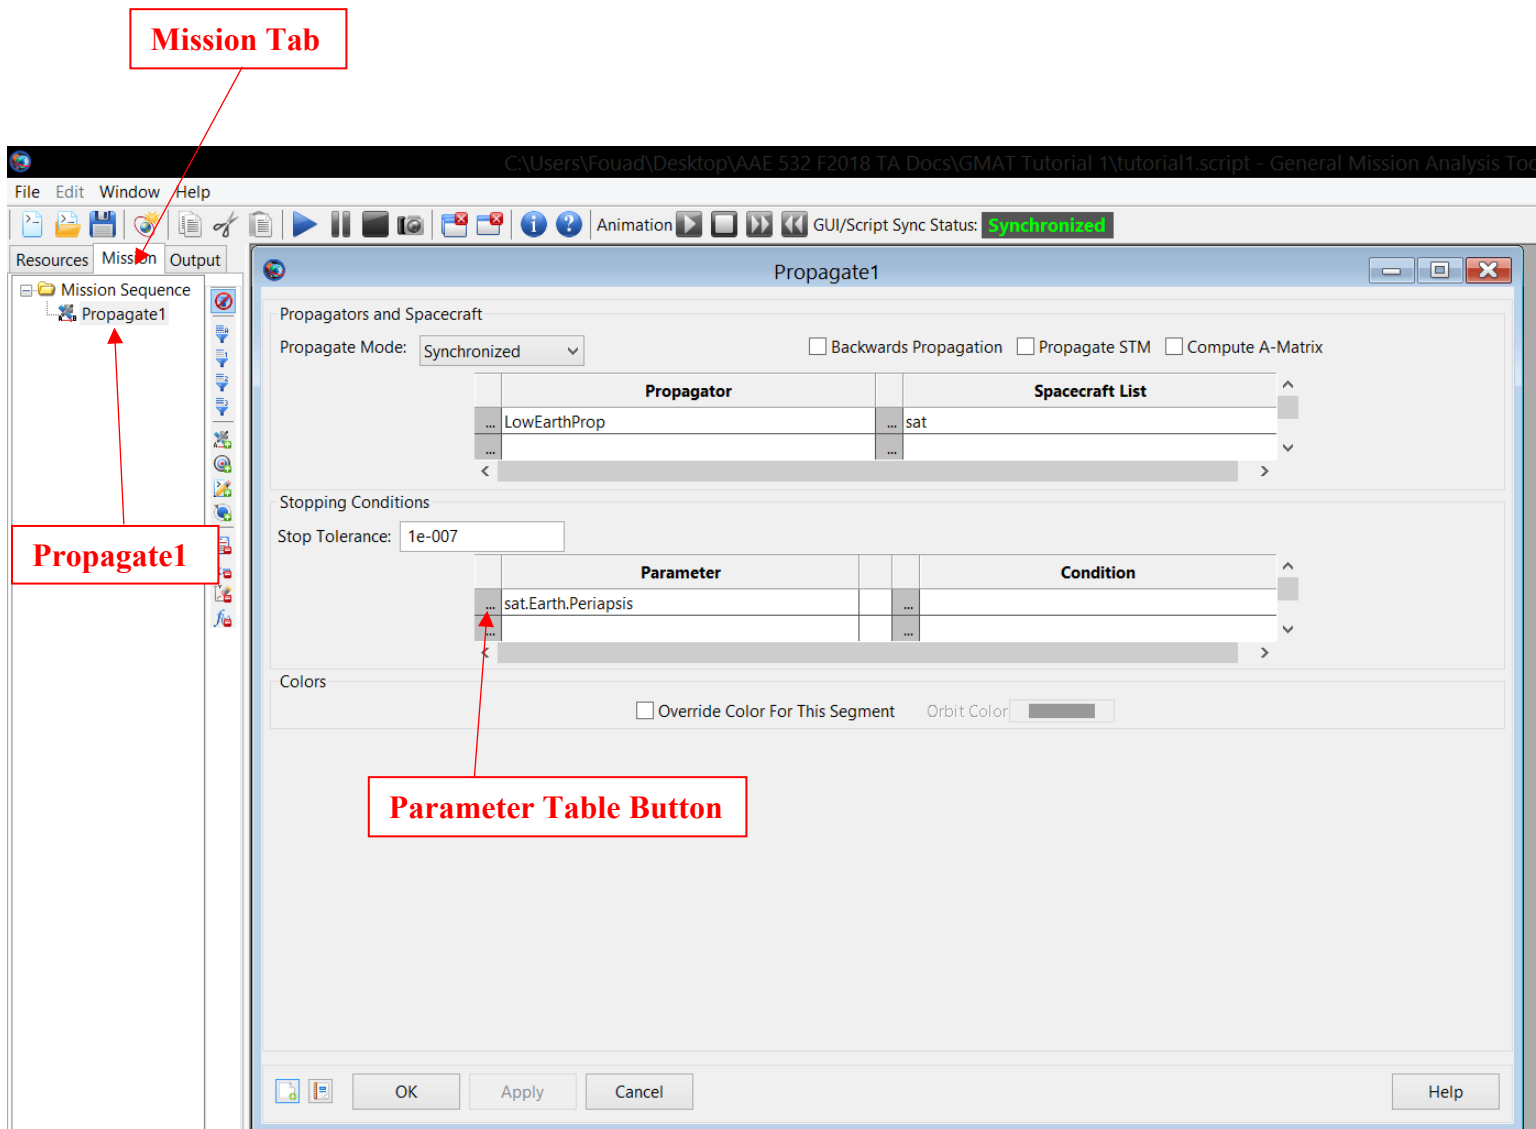 Mission Tab
C:\Users\Fouad\Desktop\AAE 532 F2018 TA Docs\GMAT Tutorial 1\tutorial1.script - General Mission Analysis Too
File Edit Window Help
Animation GUI/Script Sync Status: Synchronized
Resources Mission Output
Propagate1
Mission Sequence
Propagate1
Propagators and Spacecraft
Propagate Mode: Synchronized Backwards Propagation Propagate STM Compute A-Matrix
Propagator Spacecraft List
... LowEarthProp ... sat
... ...
Stopping Conditions
Stop Tolerance: 1e-007
Propagate1
Parameter Condition
... sat.Earth.Periapsis ...
... ...
Colors
Override Color For This Segment Orbit Color
Parameter Table Button
OK Apply Cancel Help